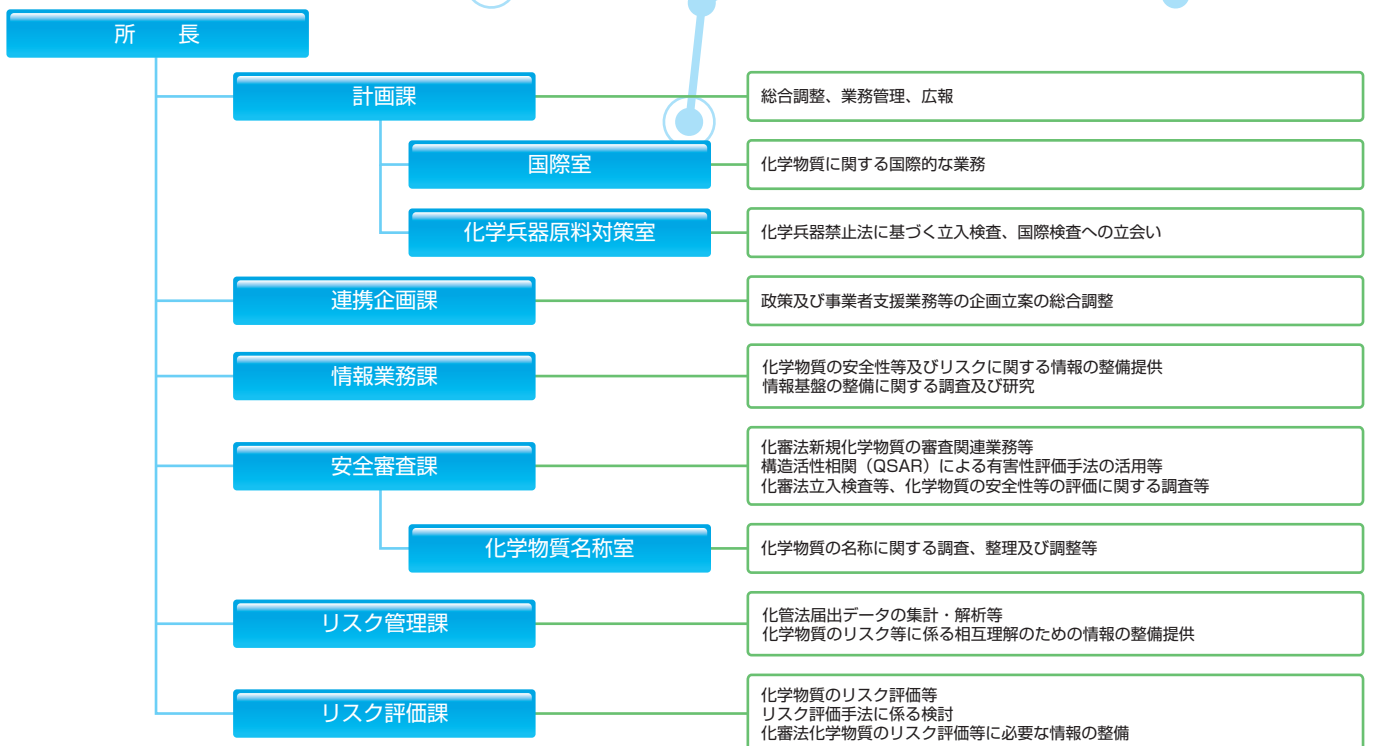 所　長
計画課
総合調整、業務管理、広報
国際室
化学物質に関する国際的な業務
化学兵器原料対策室
化学兵器禁止法に基づく立入検査、国際検査への立会い
連携企画課
政策及び事業者支援業務等の企画立案の総合調整
情報業務課
化学物質の安全性等及びリスクに関する情報の整備提供
情報基盤の整備に関する調査及び研究
安全審査課
化審法新規化学物質の審査関連業務等
構造活性相関（QSAR）による有害性評価手法の活用等
化審法立入検査等、化学物質の安全性等の評価に関する調査等
化学物質名称室
化学物質の名称に関する調査、整理及び調整等
リスク管理課
化管法届出データの集計・解析等
化学物質のリスク等に係る相互理解のための情報の整備提供
リスク評価課
化学物質のリスク評価等
リスク評価手法に係る検討
化審法化学物質のリスク評価等に必要な情報の整備